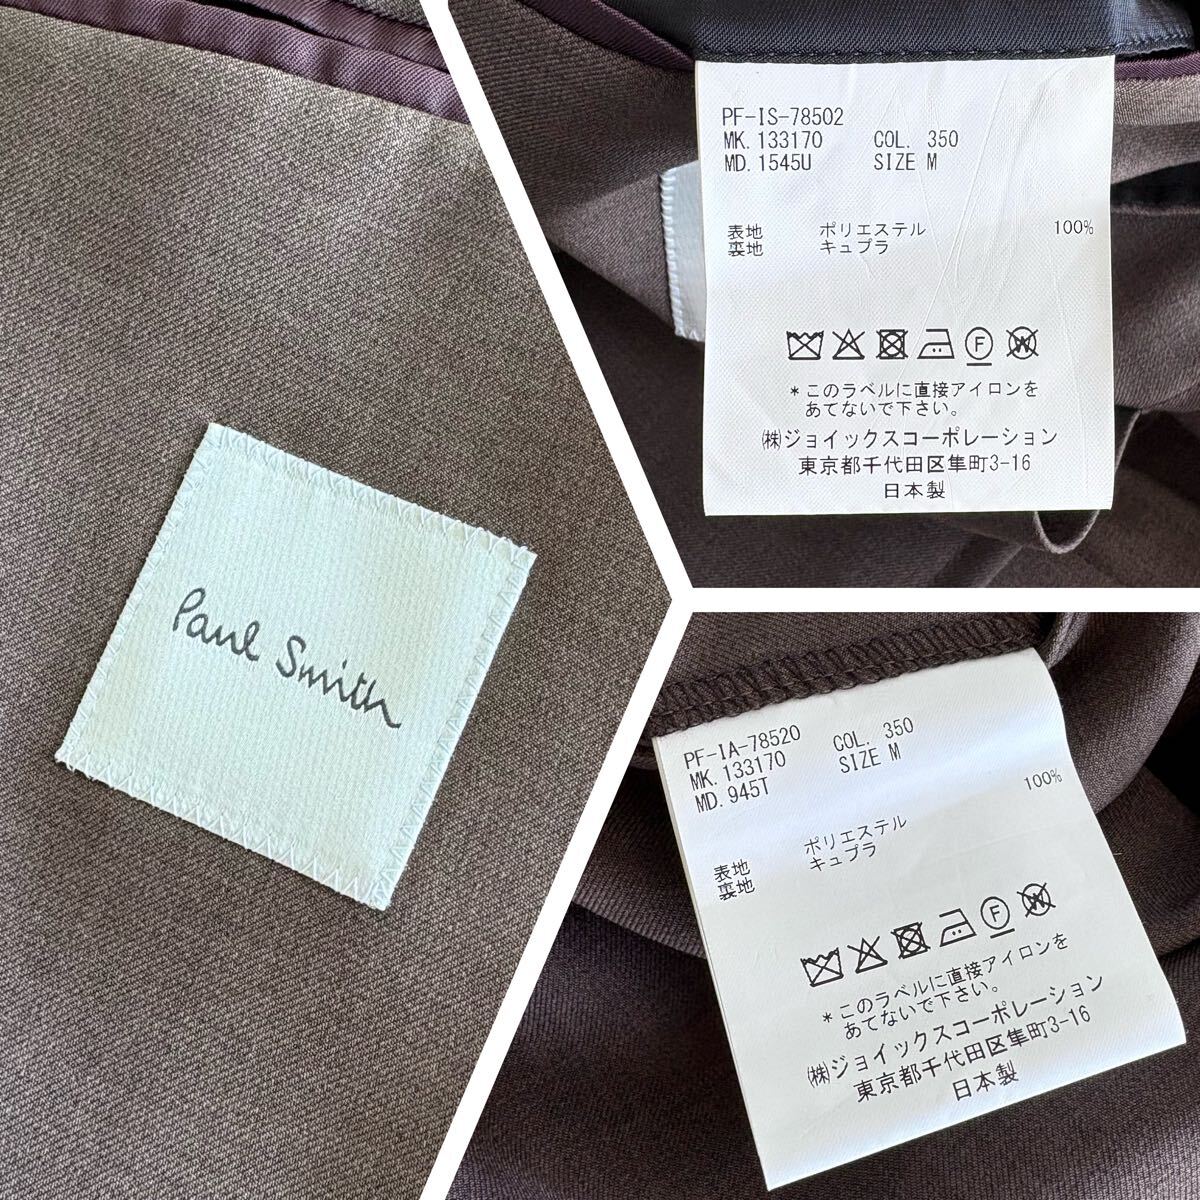 Paul Smith
PF-IS-78502
MK. 133170 COL. 350
MD. 1545U SIZE M
表地 ポリエステル 100%
裏地 キュプラ
F W
*このラベルに直接アイロンを
あてないで下さい。
㈱ジョイックスコーポレーション
東京都千代田区隼町3-16
日本製
PF-IA-78520
MK. 133170 COL. 350
MD. 945T SIZE M
表地 ポリエステル 100%
裏地 キュプラ
F W
*このラベルに直接アイロンを
あてないで下さい。
㈱ジョイックスコーポレーション
東京都千代田区隼町3-16
日本製